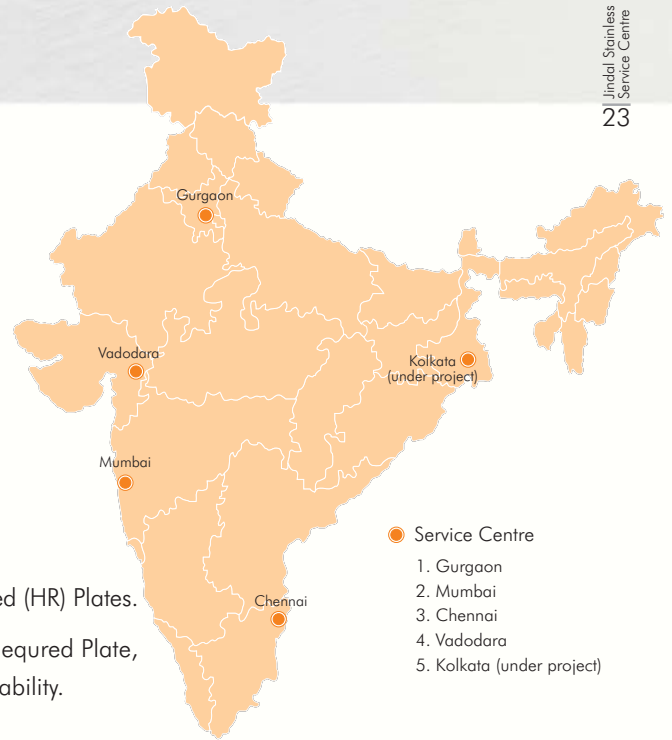 Jindal Stainless
Service Centre
23
Gurgaon
Vadodara
Kolkata
(under project)
Mumbai
Chennai
Service Centre
1. Gurgaon
2. Mumbai
3. Chennai
4. Vadodara
5. Kolkata (under project)
ed (HR) Plates.
equred Plate,
ability.